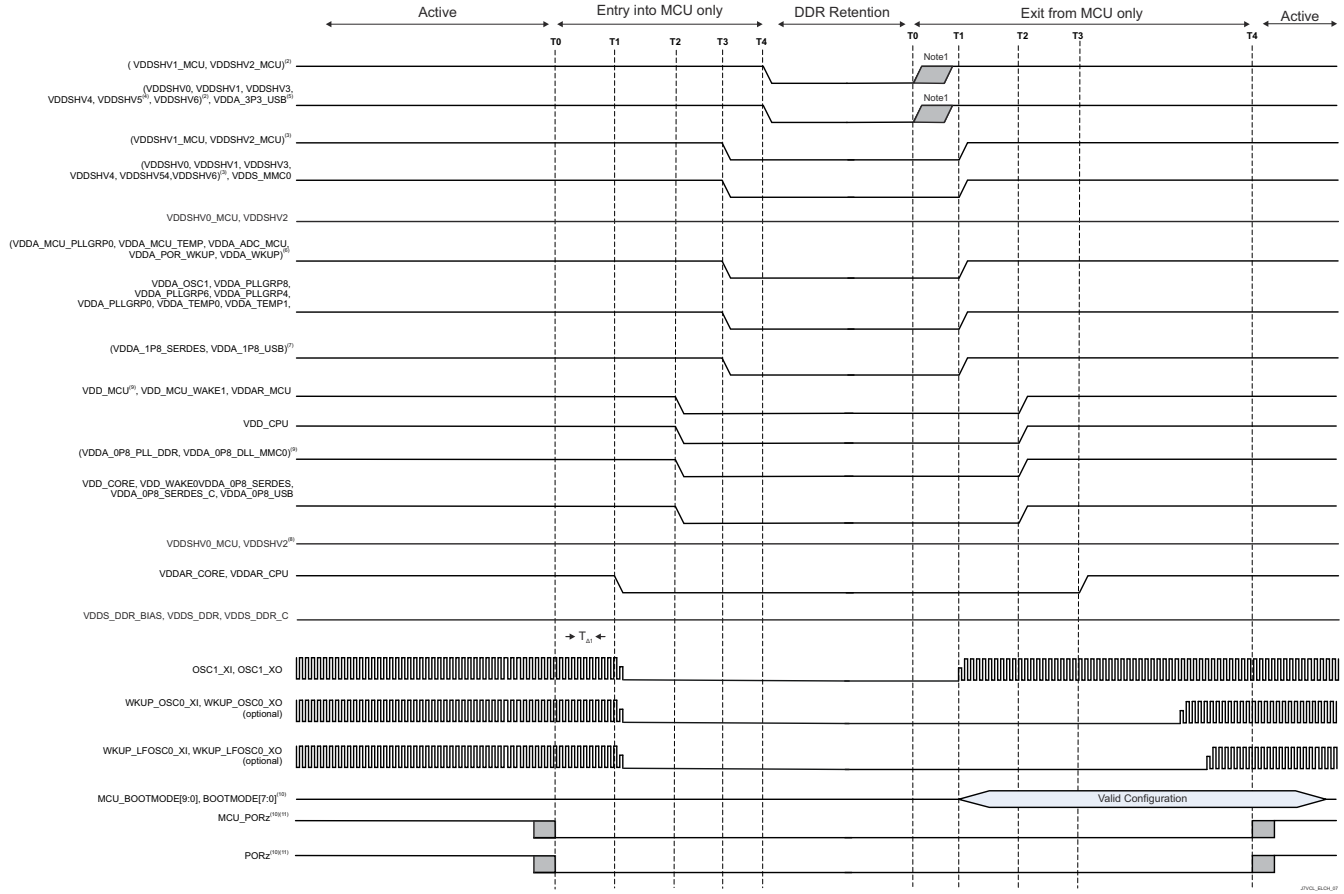 Active
Entry into MCU only
DDR Retention
Exit from MCU only
Active
T0
T1
T2
T3
T4
T0
T1
T2
T3
T4
( VDDSHV1_MCU, VDDSHV2_MCU)(2)
Note1
(VDDSHV0, VDDSHV1, VDDSHV3,
VDDSHV4, VDDSHV5(4), VDDSHV6)(2), VDDA_3P3_USB(5)
Note1
(VDDSHV1_MCU, VDDSHV2_MCU)(3)
(VDDSHV0, VDDSHV1, VDDSHV3,
VDDSHV4, VDDSHV54,VDDSHV6)(3), VDDS_MMC0
VDDSHV0_MCU, VDDSHV2
(VDDA_MCU_PLLGRP0, VDDA_MCU_TEMP, VDDA_ADC_MCU,
VDDA_POR_WKUP, VDDA_WKUP)(6)
VDDA_OSC1, VDDA_PLLGRP8,
VDDA_PLLGRP6, VDDA_PLLGRP4,
VDDA_PLLGRP0, VDDA_TEMP0, VDDA_TEMP1,
(VDDA_1P8_SERDES, VDDA_1P8_USB)(7)
VDD_MCU(9), VDD_MCU_WAKE1, VDDAR_MCU
VDD_CPU
(VDDA_0P8_PLL_DDR, VDDA_0P8_DLL_MMC0)(9)
VDD_CORE, VDD_WAKE0VDDA_0P8_SERDES,
VDDA_0P8_SERDES_C, VDDA_0P8_USB
VDDSHV0_MCU, VDDSHV2(8)
VDDAR_CORE, VDDAR_CPU
VDDS_DDR_BIAS, VDDS_DDR, VDDS_DDR_C
TΔ1
OSC1_XI, OSC1_XO
WKUP_OSC0_XI, WKUP_OSC0_XO
(optional)
WKUP_LFOSC0_XI, WKUP_LFOSC0_XO
(optional)
MCU_BOOTMODE[9:0], BOOTMODE[7:0](10)
Valid Configuration
MCU_PORz(10)(11)
PORz(10)(11)
J7VCL_ELCH_07